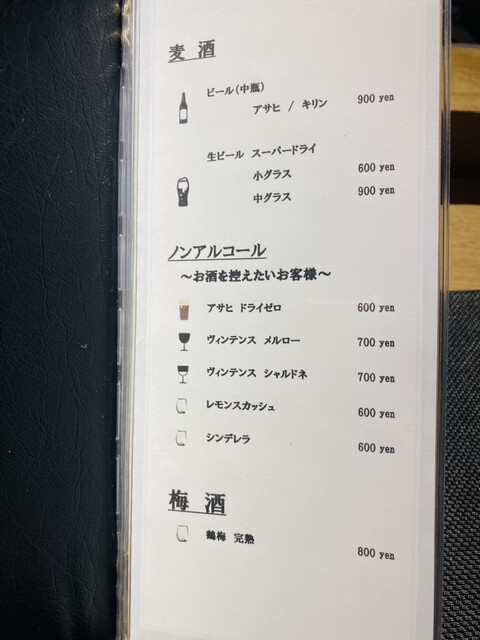 麦 酒
ビール(中瓶)
アサヒ / キリン 900 yen
生ビール スーパードライ
小グラス 600 yen
中グラス 900 yen
ノンアルコール
～お酒を控えたいお客様～
アサヒ ドライゼロ 600 yen
ヴィンテンス メルロー 700 yen
ヴィンテンス シャルドネ 700 yen
レモンスカッシュ 600 yen
シンデレラ 600 yen
梅 酒
鶴梅 完熟 800 yen